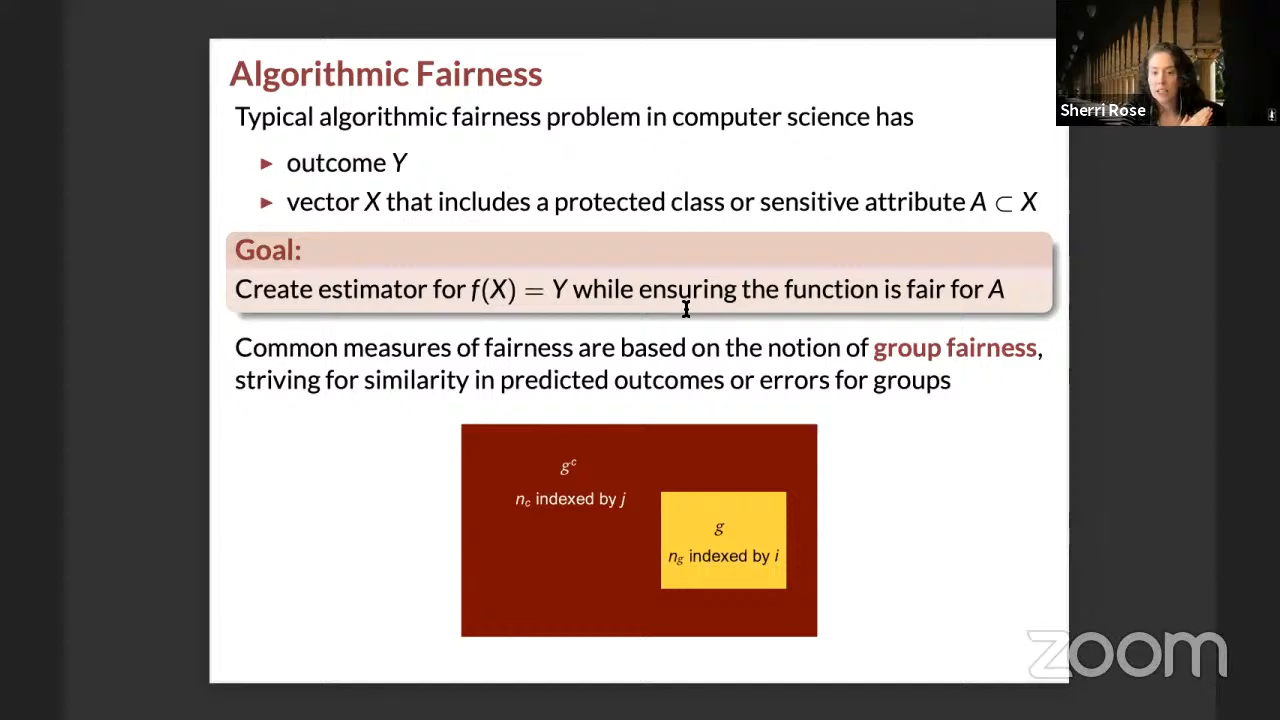 Algorithmic Fairness
Typical algorithmic fairness problem in computer science has
► outcome Y
► vector X that includes a protected class or sensitive attribute A ⊂ X
Goal:
Create estimator for f(X) = Y while ensuring the function is fair for A
Common measures of fairness are based on the notion of group fairness,
striving for similarity in predicted outcomes or errors for groups
gᶜ
n_c indexed by j
g
n_g indexed by i
Sherri Rose
zoom